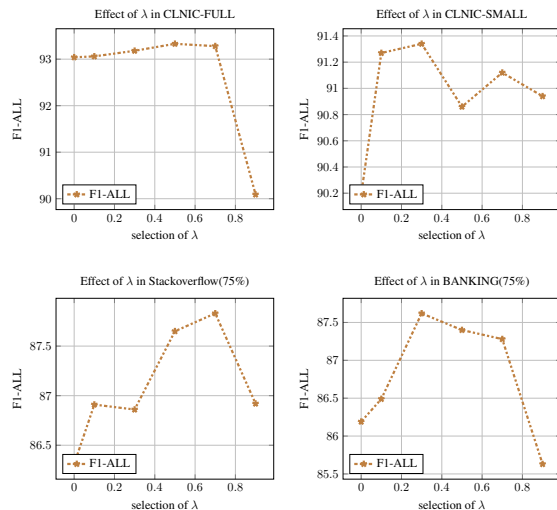 Effect of λ in CLNIC-FULL
93
92
91
90
F1-ALL
F1-ALL
0 0.2 0.4 0.6 0.8
selection of λ
Effect of λ in CLNIC-SMALL
91.4
91.2
91
90.8
90.6
90.4
90.2
F1-ALL
F1-ALL
0 0.2 0.4 0.6 0.8
selection of λ
Effect of λ in Stackoverflow(75%)
87.5
87
86.5
F1-ALL
F1-ALL
0 0.2 0.4 0.6 0.8
selection of λ
Effect of λ in BANKING(75%)
87.5
87
86.5
86
85.5
F1-ALL
F1-ALL
0 0.2 0.4 0.6 0.8
selection of λ